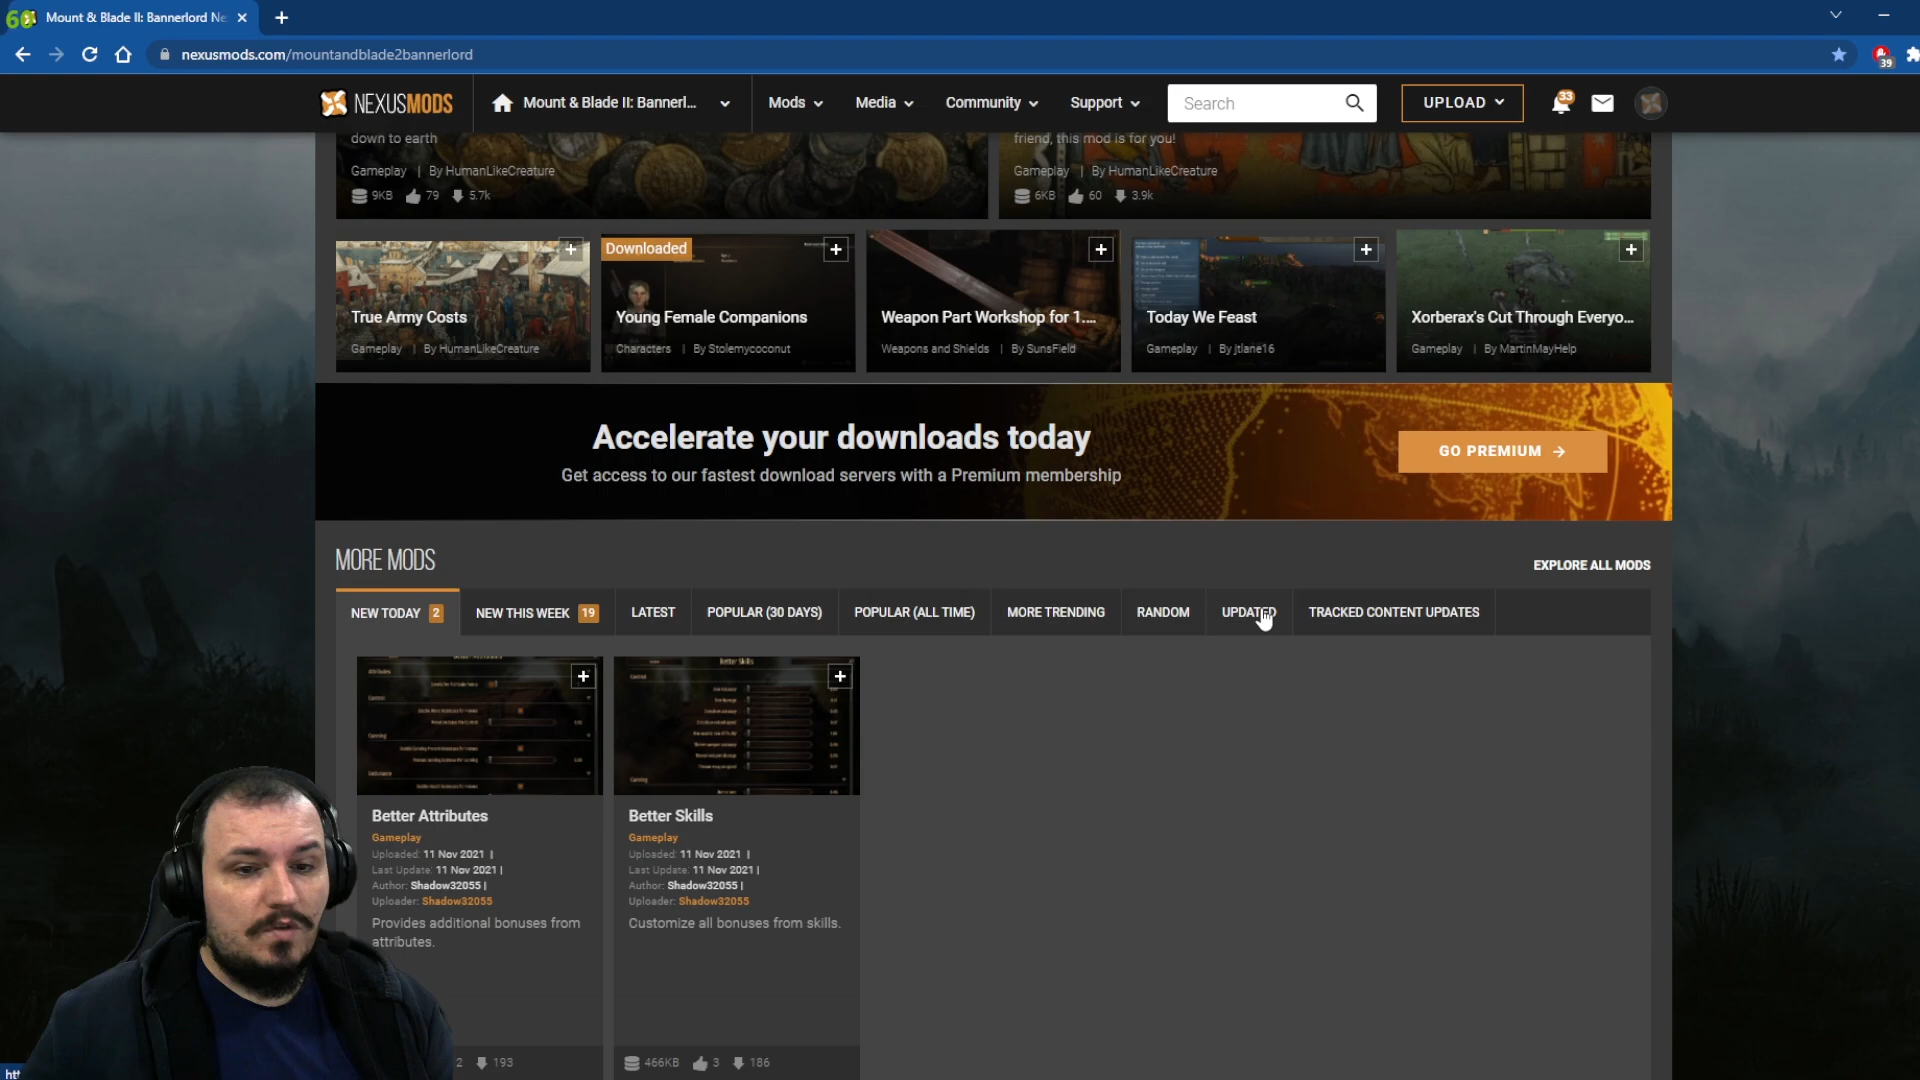 60
Mount & Blade II: Bannerlord Ne
nexusmods.com/mountandblade2bannerlord
39
NEXUSMODS
Mount & Blade II: Bannerl...
Mods
Media
Community
Support
Search
UPLOAD
33
down to earth
Gameplay | By HumanLikeCreature
9KB 79 5.7k
friend, this mod is for you!
Gameplay | By HumanLikeCreature
6KB 60 3.9k
True Army Costs
Gameplay | By HumanLikeCreature
Downloaded
Young Female Companions
Characters | By Stolemycoconut
Weapon Part Workshop for 1....
Weapons and Shields | By SunsField
Today We Feast
Gameplay | By jtlane16
Xorberax's Cut Through Everyo...
Gameplay | By MartinMayHelp
Accelerate your downloads today
Get access to our fastest download servers with a Premium membership
GO PREMIUM
MORE MODS
EXPLORE ALL MODS
NEW TODAY 2
NEW THIS WEEK 19
LATEST
POPULAR (30 DAYS)
POPULAR (ALL TIME)
MORE TRENDING
RANDOM
UPDATED
TRACKED CONTENT UPDATES
Better Attributes
Gameplay
Uploaded: 11 Nov 2021 |
Last Update: 11 Nov 2021 |
Author: Shadow32055 |
Uploader: Shadow32055
Provides additional bonuses from
attributes.
2 193
Better Skills
Better Skills
Gameplay
Uploaded: 11 Nov 2021 |
Last Update: 11 Nov 2021 |
Author: Shadow32055 |
Uploader: Shadow32055
Customize all bonuses from skills.
466KB 3 186
htt